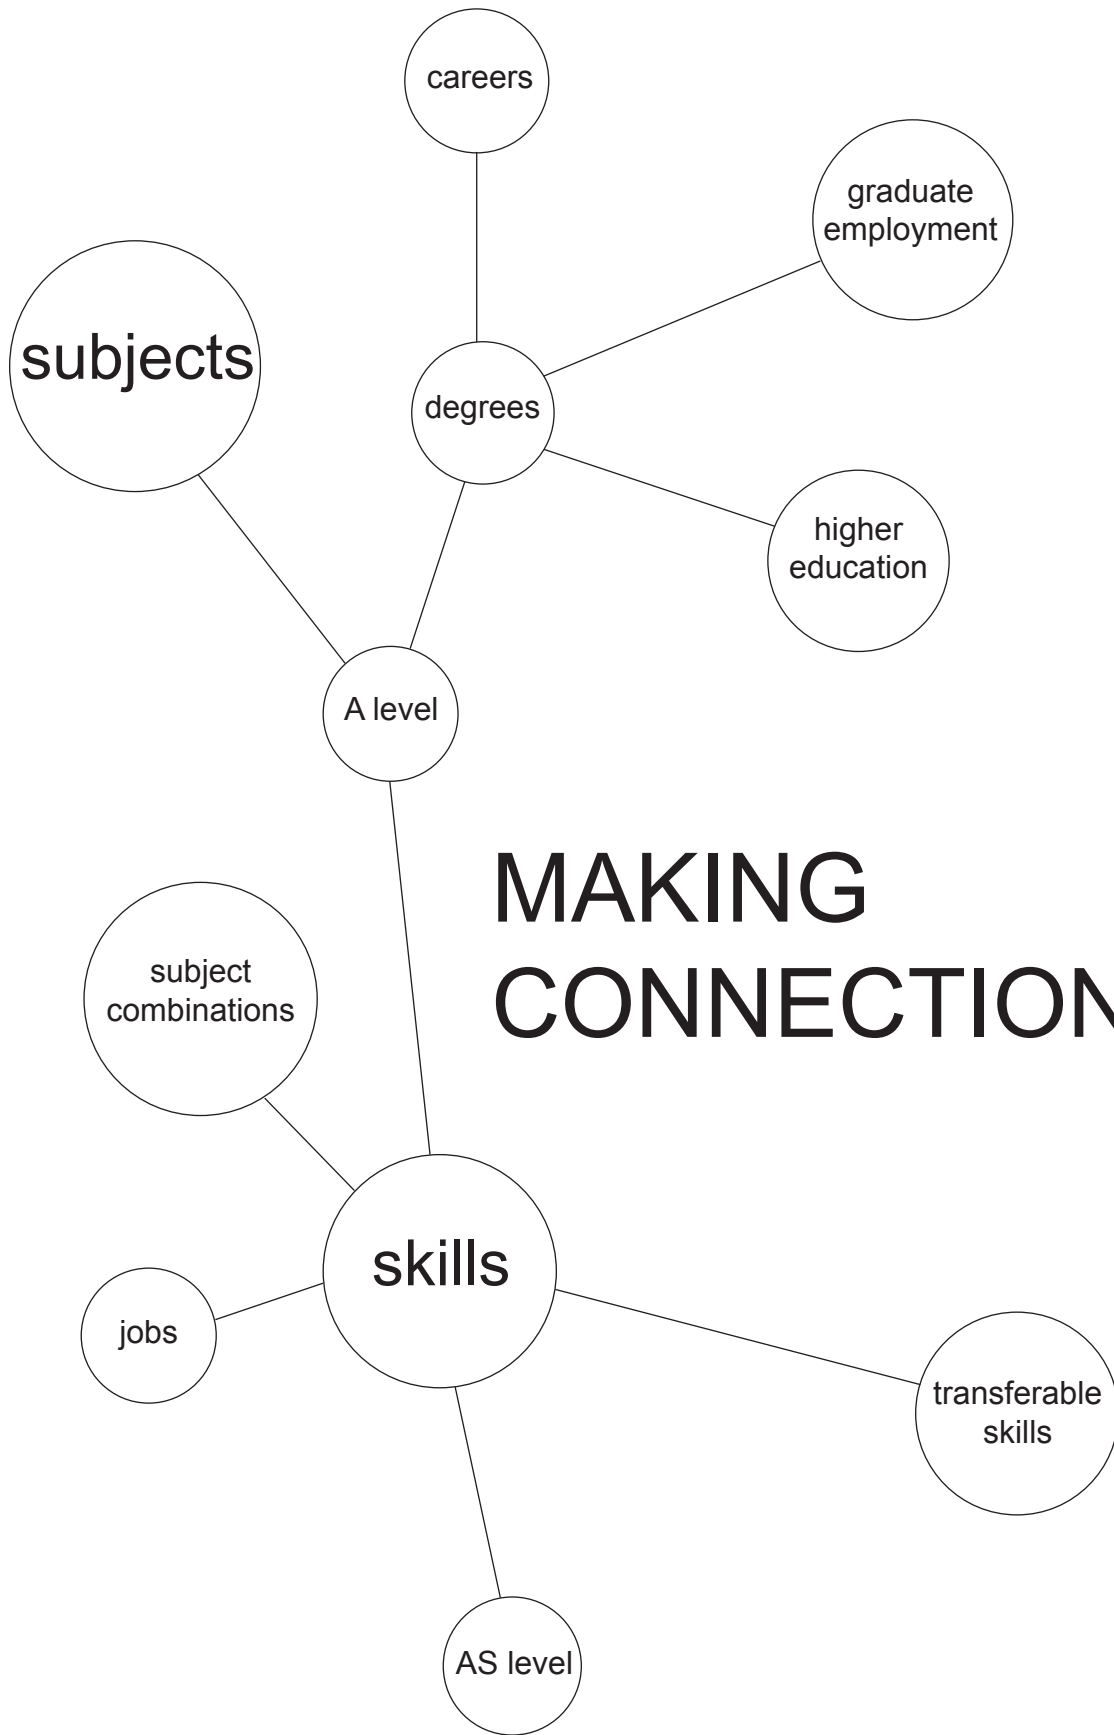 careers
graduate
employment
subjects
degrees
higher
education
A level
MAKING
CONNECTION
subject
combinations
skills
jobs
transferable
skills
AS level